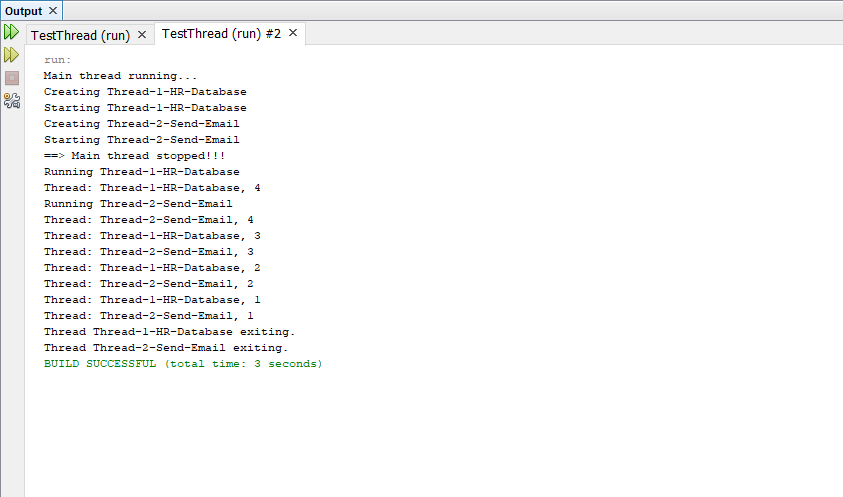 Output
TestThread (run)
TestThread (run) #2
run:
Main thread running...
Creating Thread-1-HR-Database
Starting Thread-1-HR-Database
Creating Thread-2-Send-Email
Starting Thread-2-Send-Email
==> Main thread stopped!!!
Running Thread-1-HR-Database
Thread: Thread-1-HR-Database, 4
Running Thread-2-Send-Email
Thread: Thread-2-Send-Email, 4
Thread: Thread-1-HR-Database, 3
Thread: Thread-2-Send-Email, 3
Thread: Thread-1-HR-Database, 2
Thread: Thread-2-Send-Email, 2
Thread: Thread-1-HR-Database, 1
Thread: Thread-2-Send-Email, 1
Thread Thread-1-HR-Database exiting.
Thread Thread-2-Send-Email exiting.
BUILD SUCCESSFUL (total time: 3 seconds)